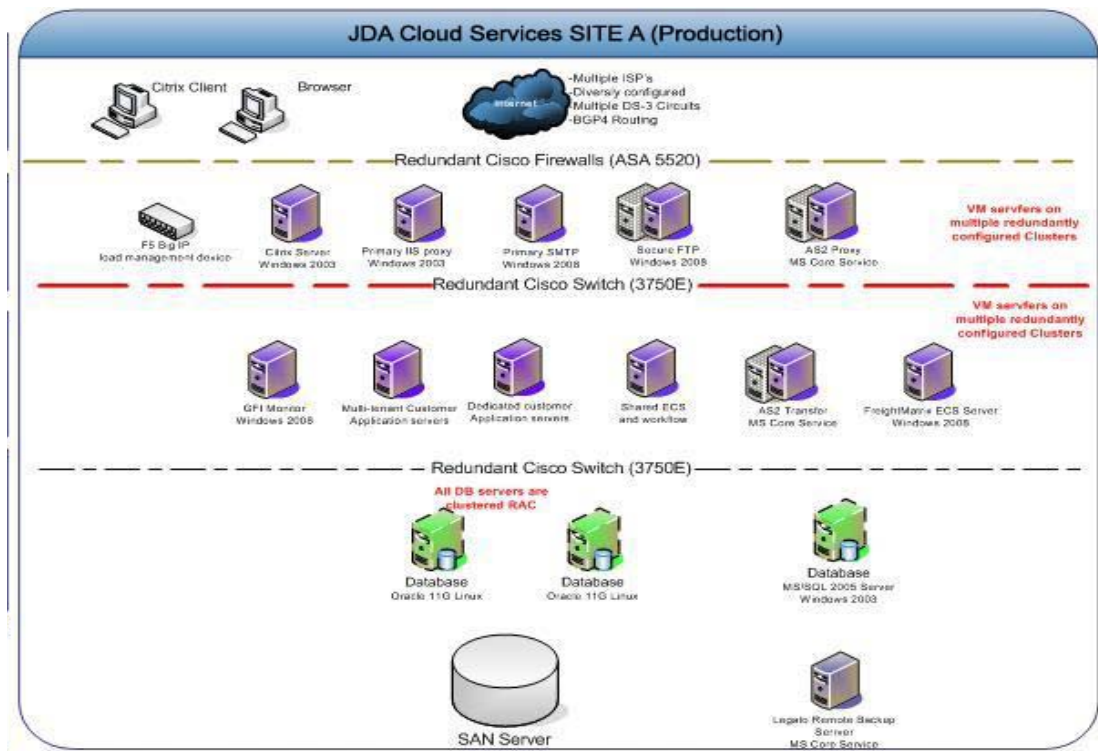 JDA Cloud Services SITE A (Production)
Citrix Client
Browser
Internet
-Multiple ISP's
-Diversly configured
-Multiple DS-3 Circuits
-BGP4 Routing
Redundant Cisco Firewalls (ASA 5520)
F5 Big IP
load management device
Citrix Server
Windows 2003
Primary IIS proxy
Windows 2003
Primary SMTP
Windows 2008
Secure FTP
Windows 2008
AS2 Proxy
MS Core Service
VM servfers on
multiple redundantly
configured Clusters
Redundant Cisco Switch (3750E)
VM servfers on
multiple redundantly
configured Clusters
GFI Monitor
Windows 2008
Multi-tenant Customer
Application servers
Dedicated customer
Application servers
Shared ECS
and workflow
AS2 Transfer
MS Core Service
FreightMatrix ECS Server
Windows 2008
Redundant Cisco Switch (3750E)
All DB servers are
clustered RAC
Database
Oracle 11G Linux
Database
Oracle 11G Linux
Database
MS/SQL 2005 Server
Windows 2003
SAN Server
Legato Remote Backup
Server
MS Core Service